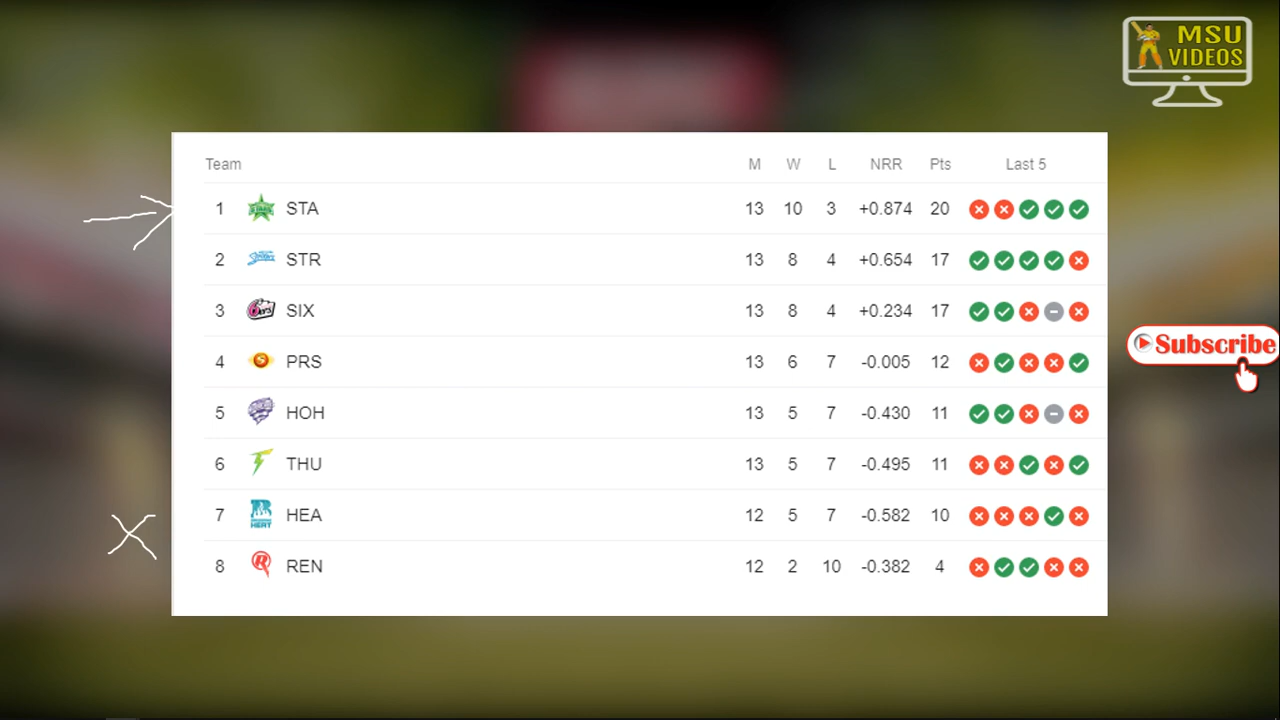 MSU
VIDEOS
Team M W L NRR Pts Last 5
1 STA 13 10 3 +0.874 20
2 STR 13 8 4 +0.654 17
3 SIX 13 8 4 +0.234 17
4 PRS 13 6 7 -0.005 12
5 HOH 13 5 7 -0.430 11
6 THU 13 5 7 -0.495 11
7 HEA 12 5 7 -0.582 10
8 REN 12 2 10 -0.382 4
Subscribe